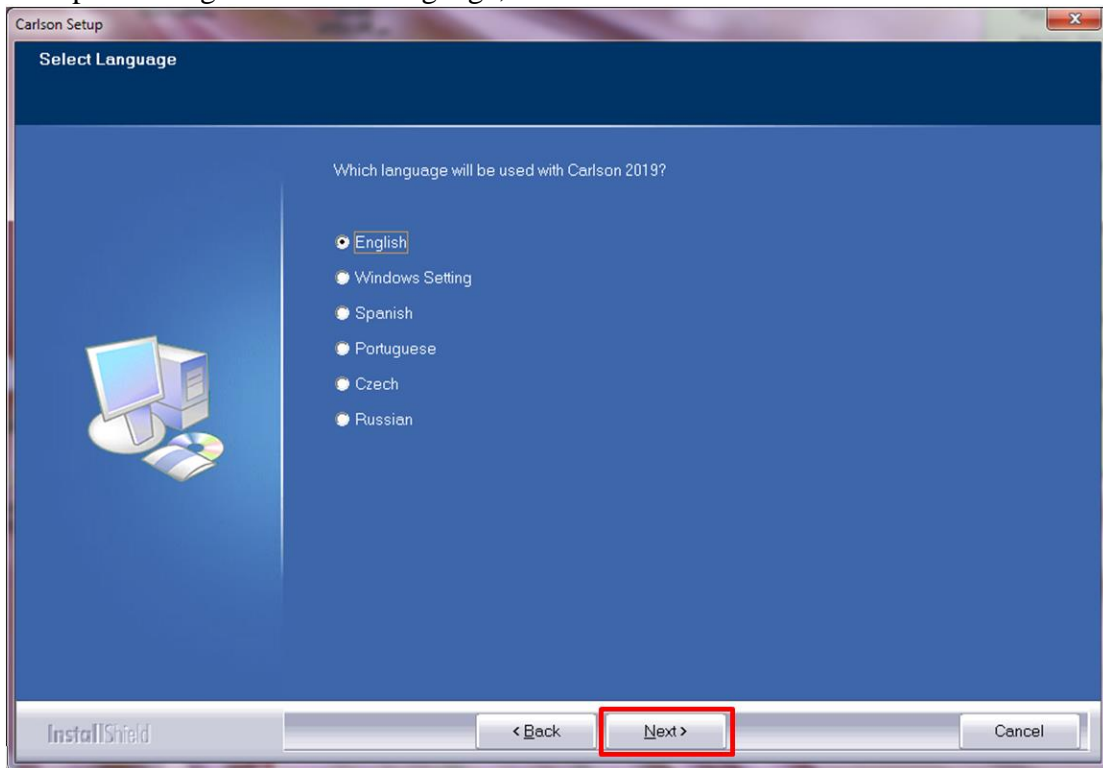 Carlson Setup
Select Language
Which language will be used with Carlson 2019?
English
Windows Setting
Spanish
Portuguese
Czech
Russian
InstallShield
< Back
Next >
Cancel